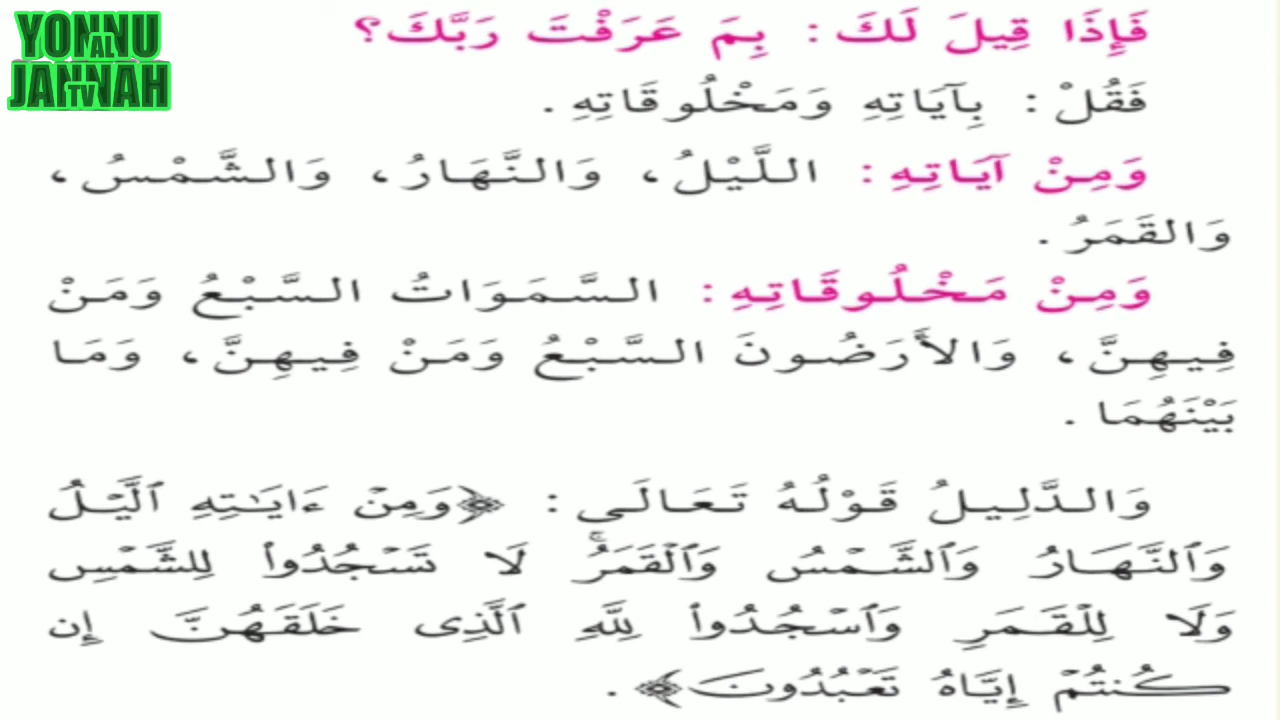 YONNU
AL
JANNAH
TV
فَإِذَا قِيلَ لَكَ : بِمَ عَرَفْتَ رَبَّكَ؟
فَقُلْ : بِآيَاتِهِ وَمَخْلُوقَاتِهِ .
وَمِنْ آيَاتِهِ : اللَّيْلُ ، وَالنَّهَارُ ، وَالشَّمْسُ ،
وَالقَمَرُ .
وَمِنْ مَخْلُوقَاتِهِ : السَّمَوَاتُ السَّبْعُ وَمَنْ
فِيهِنَّ ، وَالأَرَضُونَ السَّبْعُ وَمَنْ فِيهِنَّ ، وَمَا
بَيْنَهُمَا .
وَالدَّلِيلُ قَوْلُهُ تَعَالَى : ﴿وَمِنْ ءَايَٰتِهِ ٱلَّيْلُ
وَٱلنَّهَارُ وَٱلشَّمْسُ وَٱلْقَمَرُۚ لَا تَسْجُدُوا۟ لِلشَّمْسِ
وَلَا لِلْقَمَرِ وَٱسْجُدُوا۟ لِلَّهِ ٱلَّذِى خَلَقَهُنَّ إِن
كُنتُمْ إِيَّاهُ تَعْبُدُونَ﴾ .